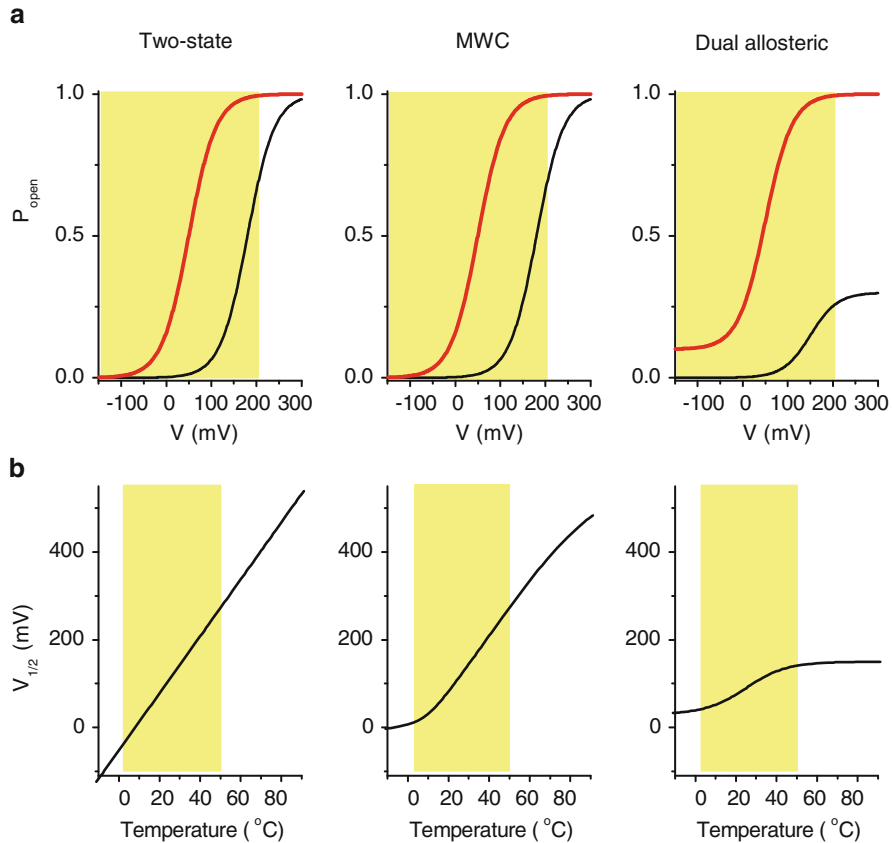 a
Two-state MWC Dual allosteric
1.0 1.0 1.0
P_open
0.5 0.5 0.5
0.0 0.0 0.0
-100 0 100 200 300 -100 0 100 200 300 -100 0 100 200 300
V (mV) V (mV) V (mV)
b
400 400 400
V_1/2 (mV)
200 200 200
0 0 0
0 20 40 60 80 0 20 40 60 80 0 20 40 60 80
Temperature ( °C) Temperature ( °C) Temperature ( °C)